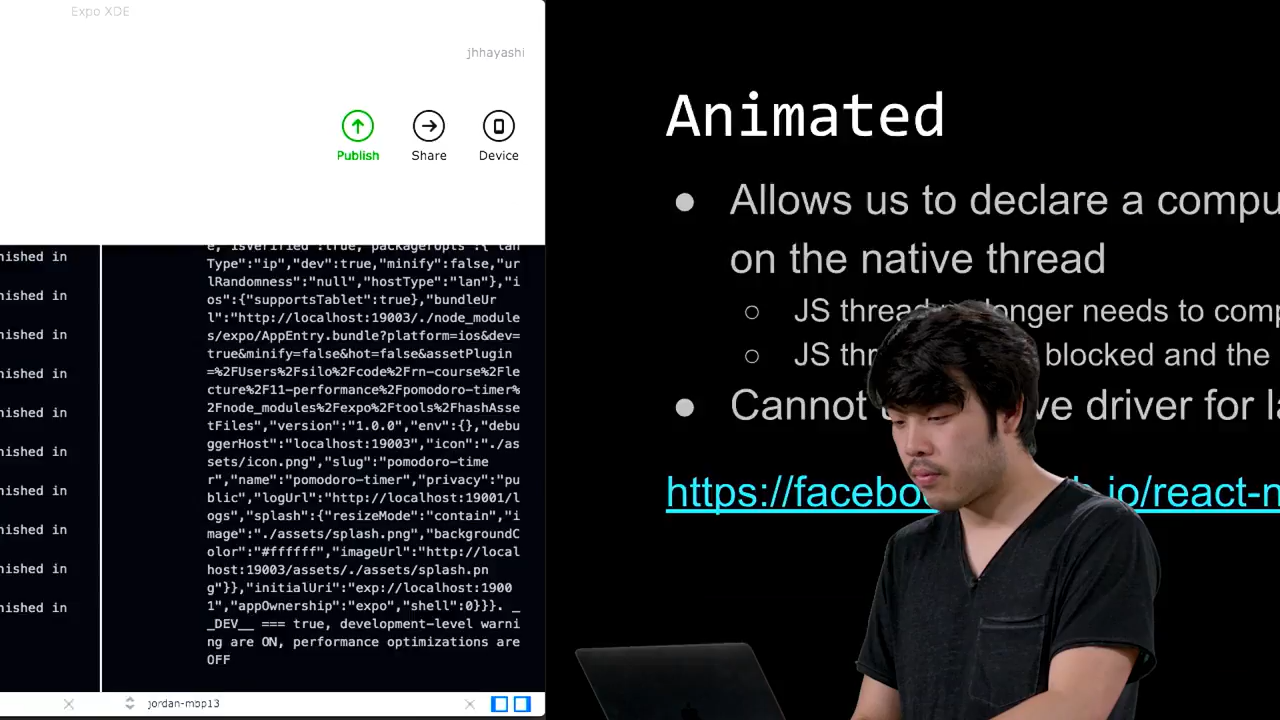 Expo XDE
jhhayashi
Publish
Share
Device
nished in
nished in
nished in
nished in
nished in
nished in
nished in
nished in
nished in
nished in
e,"isVerified":true,"packagerOpts":{"lan
Type":"ip","dev":true,"minify":false,"ur
lRandomness":"null","hostType":"lan"},"i
os":{"supportsTablet":true},"bundleUr
l":"http://localhost:19003/./node_module
s/expo/AppEntry.bundle?platform=ios&dev=
true&minify=false&hot=false&assetPlugin
=%2FUsers%2Fsilo%2Fcode%2Frn-course%2Fle
cture%2F11-performance%2Fpomodoro-timer%
2Fnode_modules%2Fexpo%2Ftools%2FhashAsse
tFiles","version":"1.0.0","env":{},"debu
ggerHost":"localhost:19003","icon":"./as
sets/icon.png","slug":"pomodoro-time
r","name":"pomodoro-timer","privacy":"pu
blic","logUrl":"http://localhost:19001/l
ogs","splash":{"resizeMode":"contain","i
mage":"./assets/splash.png","backgroundC
olor":"#ffffff","imageUrl":"http://local
host:19003/assets/./assets/splash.pn
g"}},"initialUri":"exp://localhost:1900
1","appOwnership":"expo","shell":0}}}. _
_DEV__ === true, development-level warni
ng are ON, performance optimizations are
OFF
jordan-mbp13
Animated
● Allows us to declare a compu
on the native thread
○ JS thread longer needs to comp
○ JS thr blocked and the
● Cannot ve driver for la
https://facebo b.io/react-n